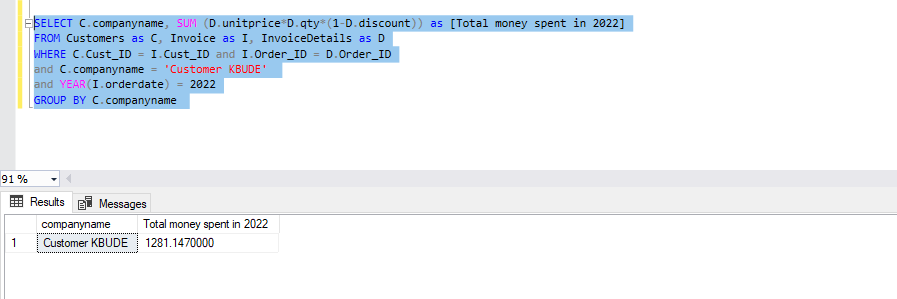 SELECT C.companyname, SUM (D.unitprice*D.qty*(1-D.discount)) as [Total money spent in 2022]
FROM Customers as C, Invoice as I, InvoiceDetails as D
WHERE C.Cust_ID = I.Cust_ID and I.Order_ID = D.Order_ID
and C.companyname = 'Customer KBUDE'
and YEAR(I.orderdate) = 2022
GROUP BY C.companyname
91 %
Results Messages
companyname Total money spent in 2022
1 Customer KBUDE 1281.1470000